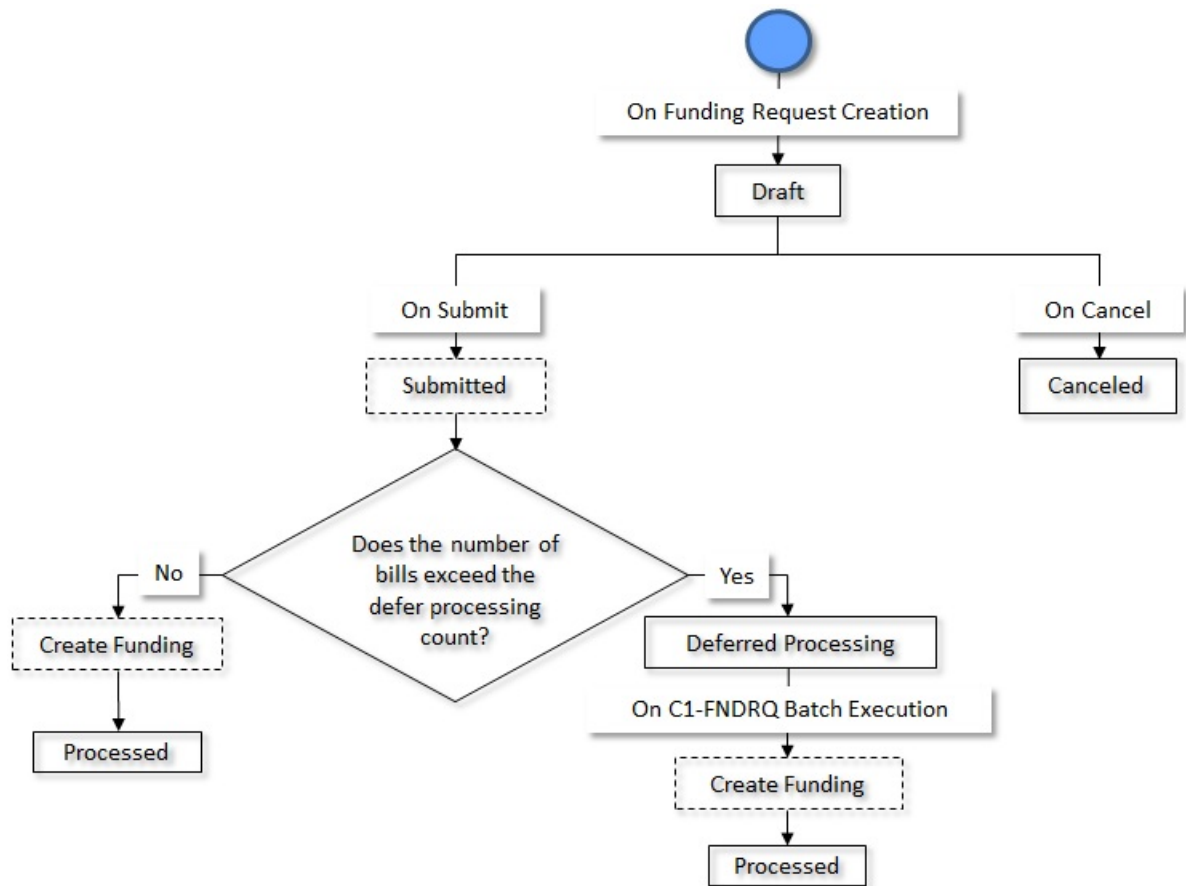 On Funding Request Creation
Draft
On Submit
On Cancel
Submitted
Canceled
Does the number of
bills exceed the
defer processing
count?
No
Yes
Create Funding
Deferred Processing
On C1-FNDRQ Batch Execution
Processed
Create Funding
Processed